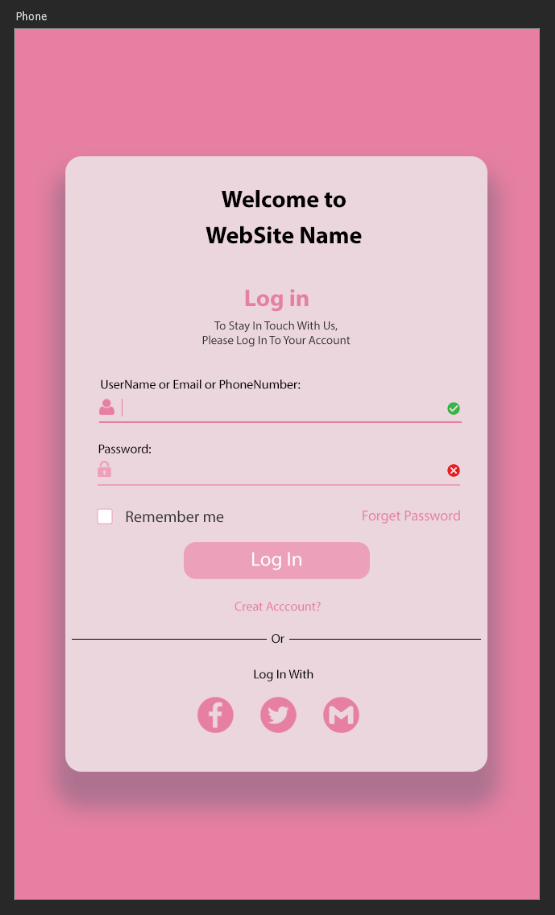 Phone
Welcome to
WebSite Name
Log in
To Stay In Touch With Us,
Please Log In To Your Account
UserName or Email or PhoneNumber:
Password:
Remember me
Forget Password
Log In
Creat Acccount?
Or
Log In With